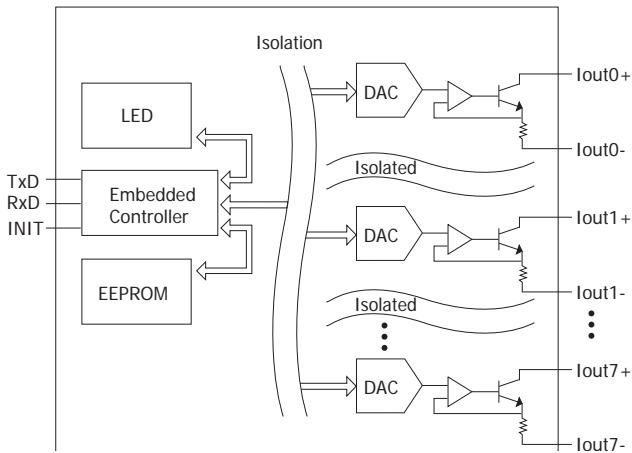 Isolation
LED
TxD
RxD
INIT
Embedded
Controller
EEPROM
DAC
Iout0+
Iout0-
Isolated
DAC
Iout1+
Iout1-
Isolated
DAC
Iout7+
Iout7-